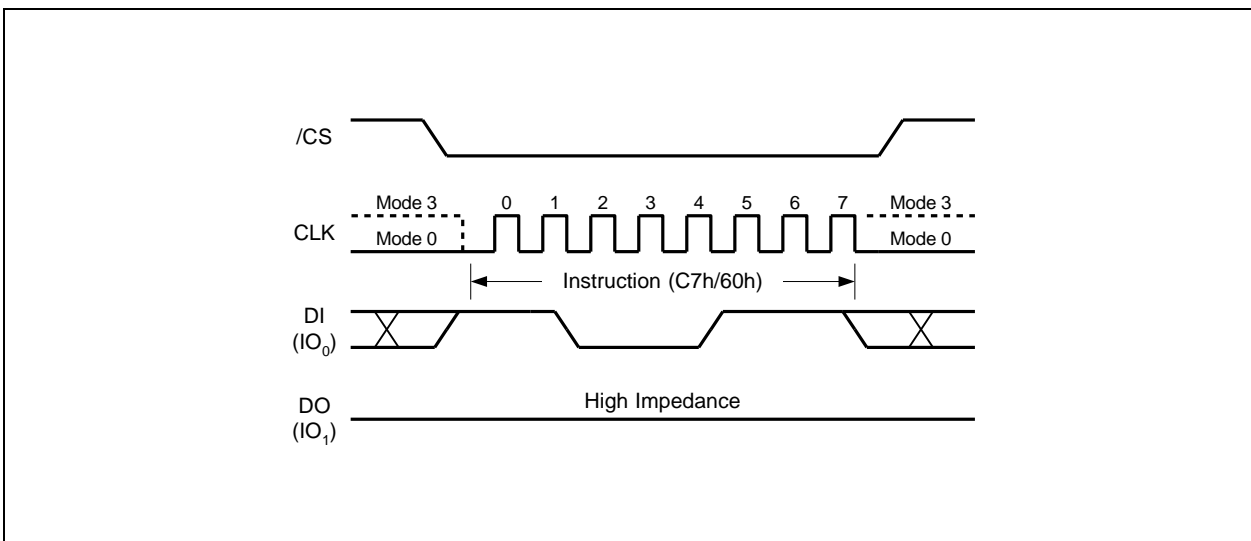 /CS
Mode 3 0 1 2 3 4 5 6 7 Mode 3
CLK
Mode 0 Mode 0
Instruction (C7h/60h)
DI
(IO₀)
High Impedance
DO
(IO₁)